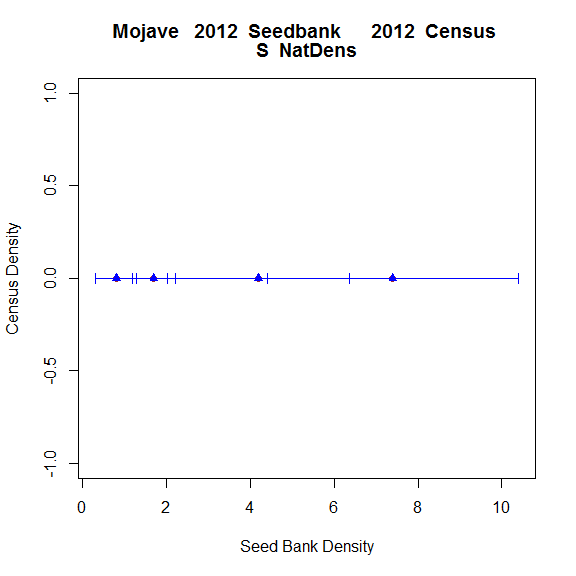 Mojave 2012 Seedbank 2012 Census
S NatDens
Census Density
1.0
0.5
0.0
-0.5
-1.0
0 2 4 6 8 10
Seed Bank Density